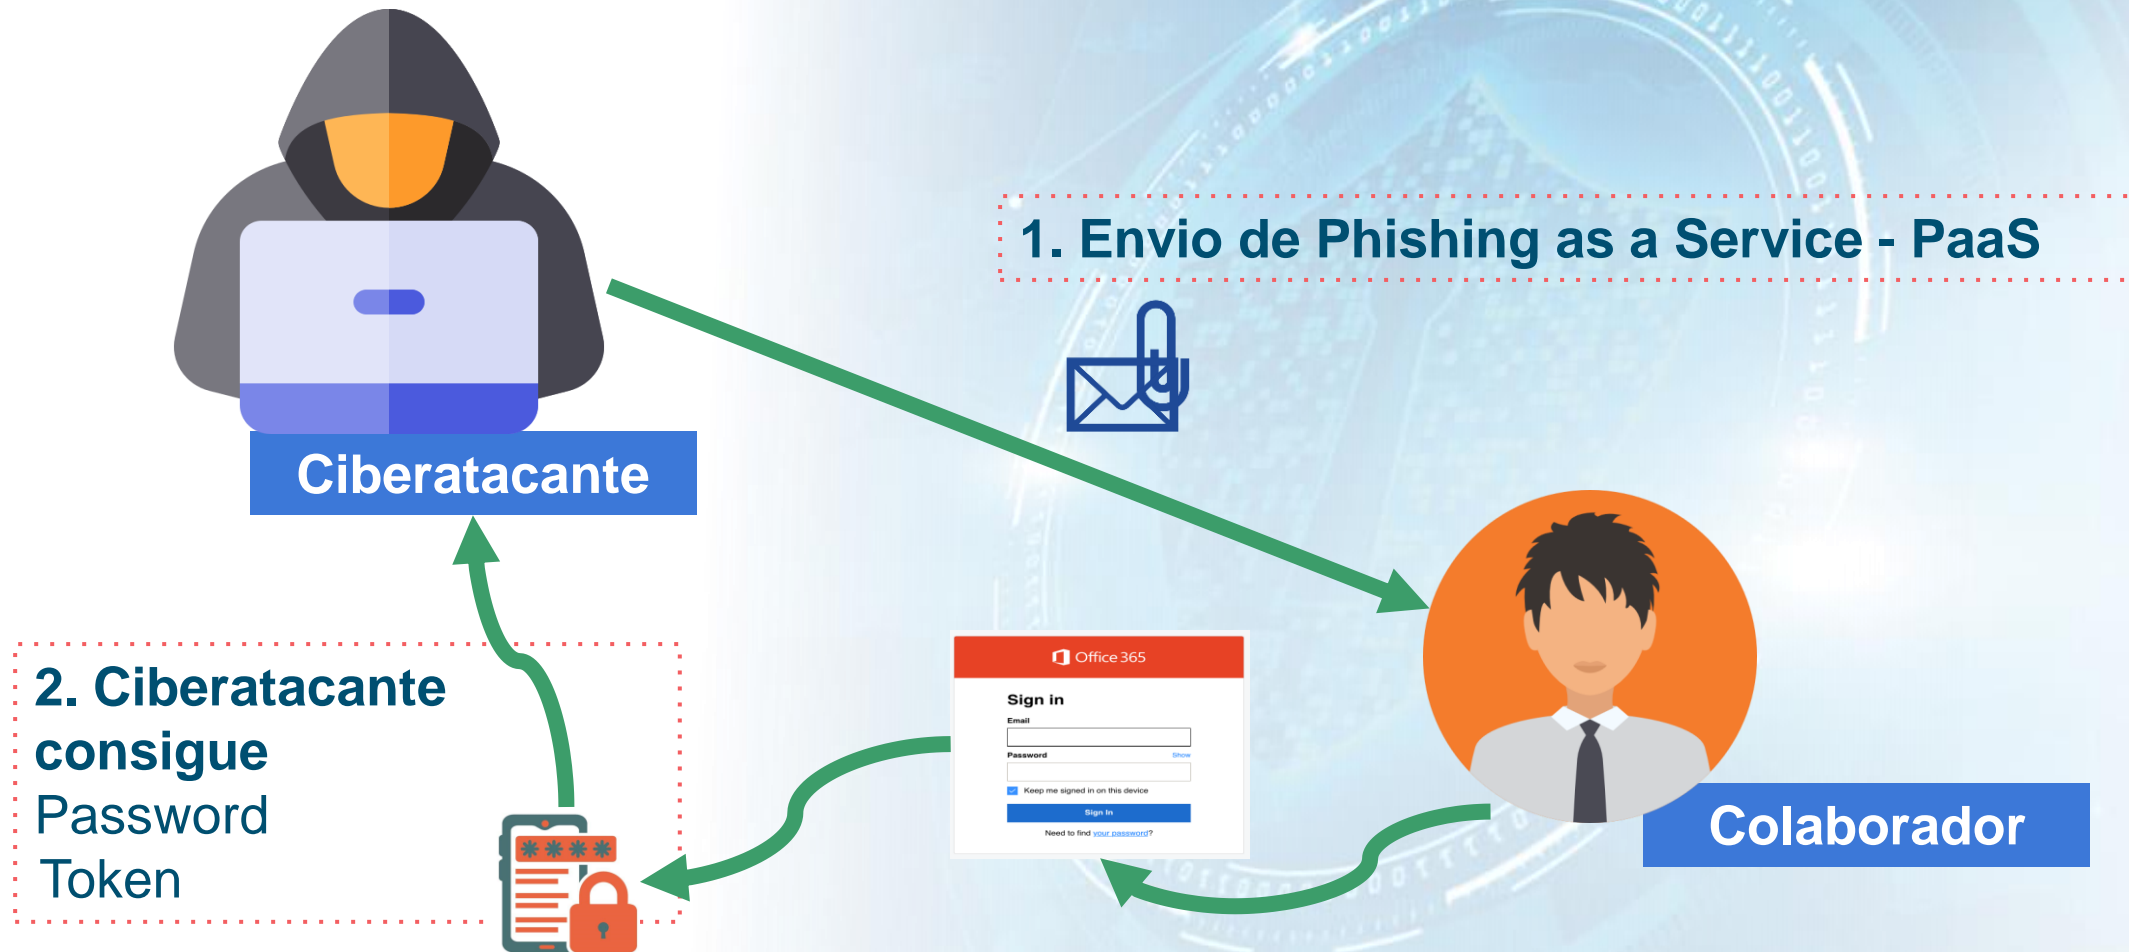 1. Envio de Phishing as a Service - PaaS
Ciberatacante
Office 365
Sign in
Email
Password Show
Keep me signed in on this device
Sign In
Need to find your password?
2. Ciberatacante
consigue
Password
Token
****
Colaborador